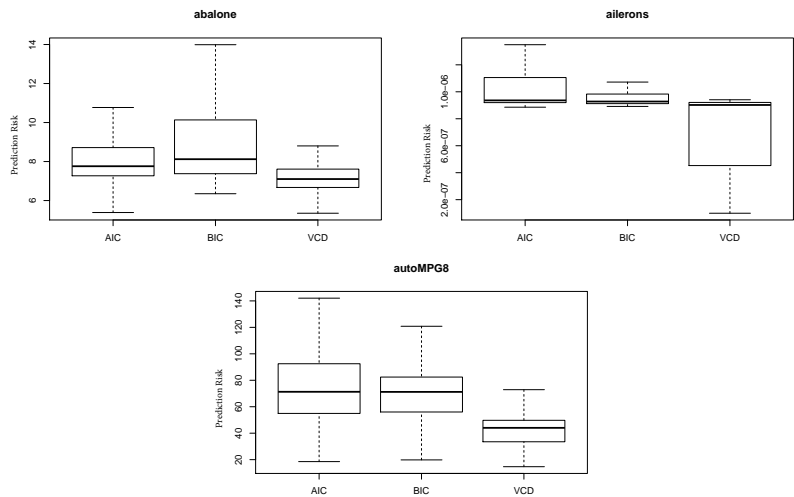 abalone
Prediction Risk
14
12
10
8
6
AIC
BIC
VCD
ailerons
Prediction Risk
1.0e-06
6.0e-07
2.0e-07
AIC
BIC
VCD
autoMPG8
Prediction Risk
140
120
100
80
60
40
20
AIC
BIC
VCD